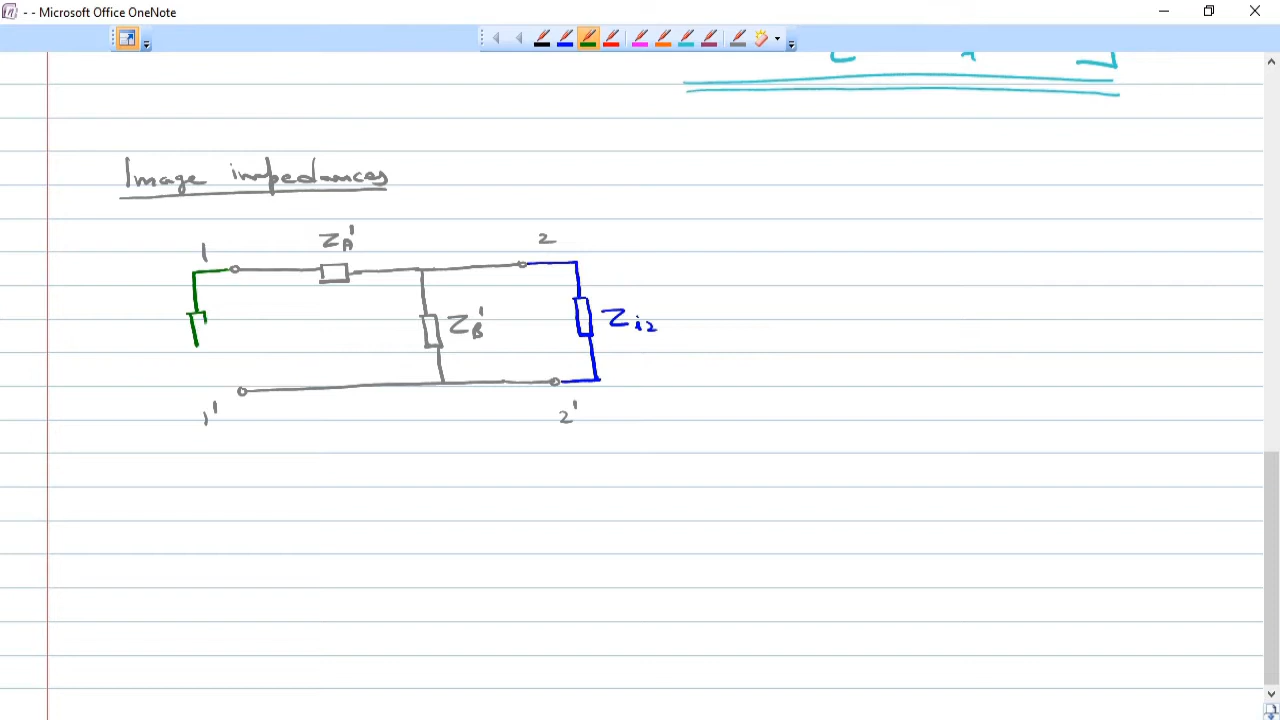 - - Microsoft Office OneNote
Image impedances
1
Z_A'
2
Z_B'
Z_i2
1'
2'